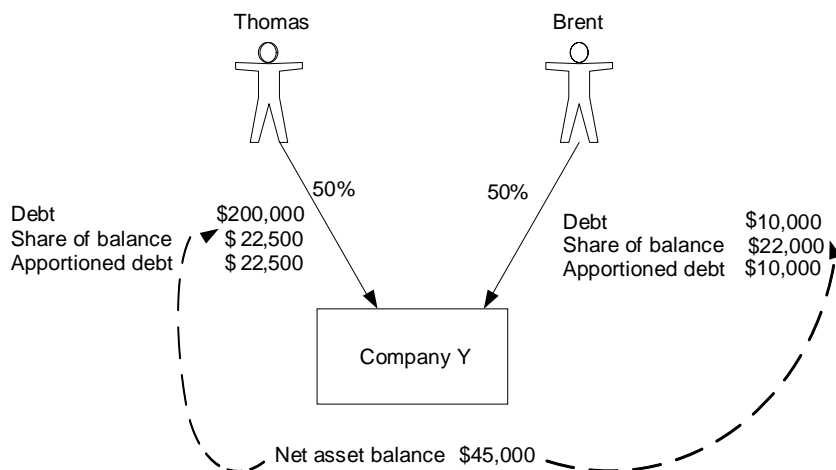 Thomas
Brent
50%
50%
Debt $200,000
Share of balance $ 22,500
Apportioned debt $ 22,500
Debt $10,000
Share of balance $22,000
Apportioned debt $10,000
Company Y
Net asset balance $45,000